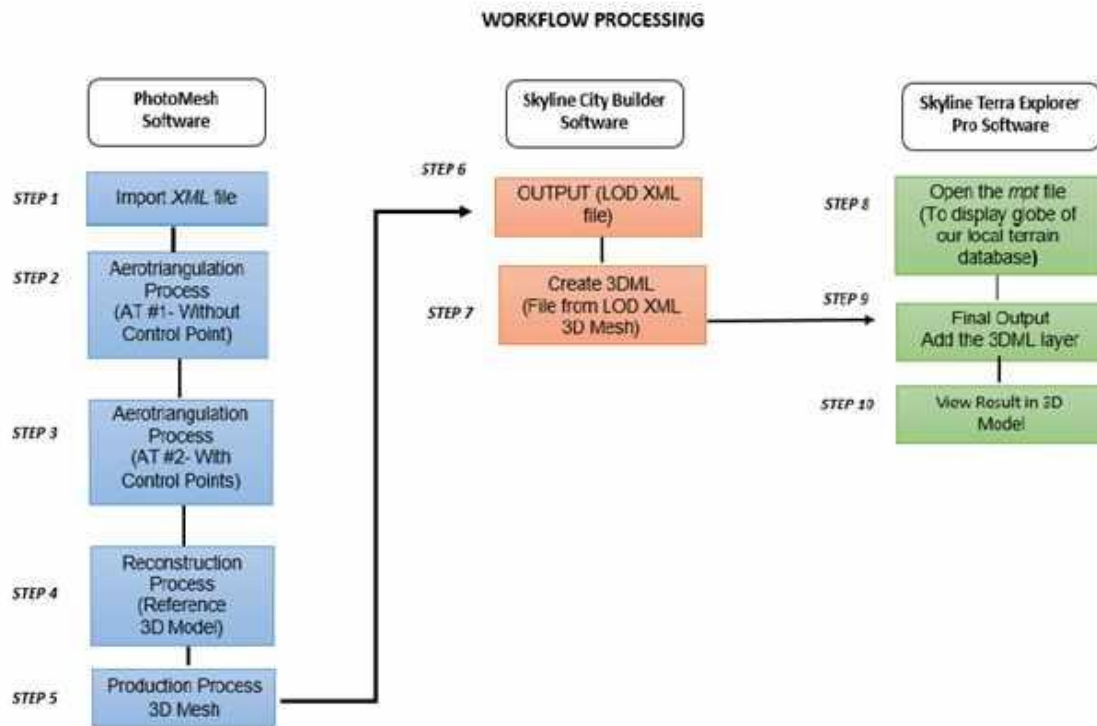 WORKFLOW PROCESSING
PhotoMesh
Software
STEP 1
Import XML file
STEP 2
Aerotriangulation
Process
(AT #1- Without
Control Point)
STEP 3
Aerotriangulation
Process
(AT #2- With
Control Points)
STEP 4
Reconstruction
Process
(Reference
3D Model)
STEP 5
Production Process
3D Mesh
Skyline City Builder
Software
STEP 6
OUTPUT (LOD XML
file)
STEP 7
Create 3DML
(File from LOD XML
3D Mesh)
Skyline Terra Explorer
Pro Software
STEP 8
Open the mpt file
(To display globe of
our local terrain
database)
STEP 9
Final Output
Add the 3DML layer
STEP 10
View Result in 3D
Model